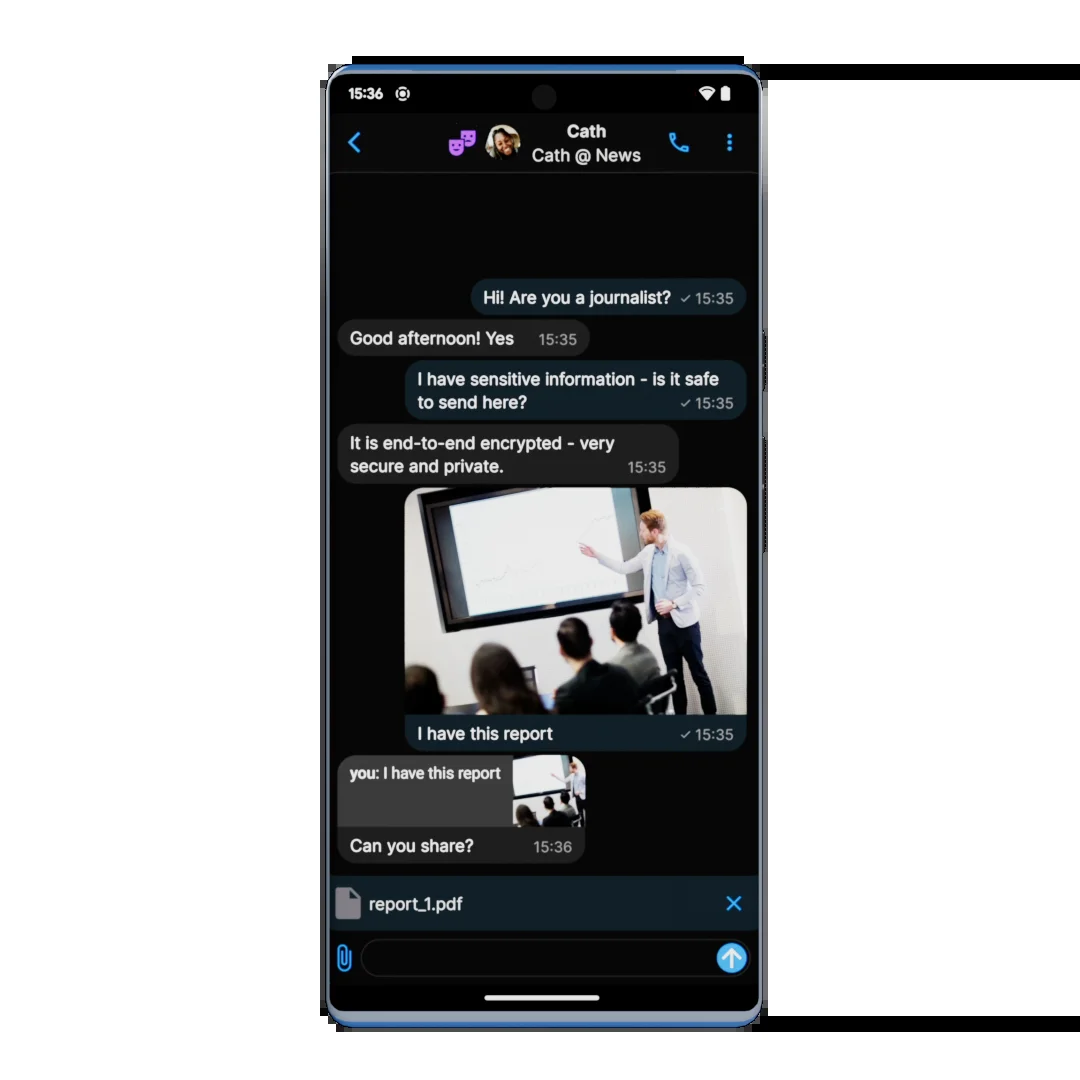 15:36
Cath
Cath @ News
Hi! Are you a journalist? ✓ 15:35
Good afternoon! Yes 15:35
I have sensitive information - is it safe
to send here? ✓ 15:35
It is end-to-end encrypted - very
secure and private. 15:35
I have this report ✓ 15:35
you: I have this report
Can you share? 15:36
report_1.pdf